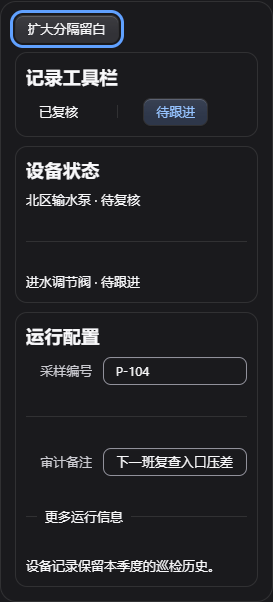 扩大分隔留白
记录工具栏
已复核 待跟进
设备状态
北区输水泵 · 待复核
进水调节阀 · 待跟进
运行配置
采样编号 P-104
审计备注 下一班复查入口压差
更多运行信息
设备记录保留本季度的巡检历史。